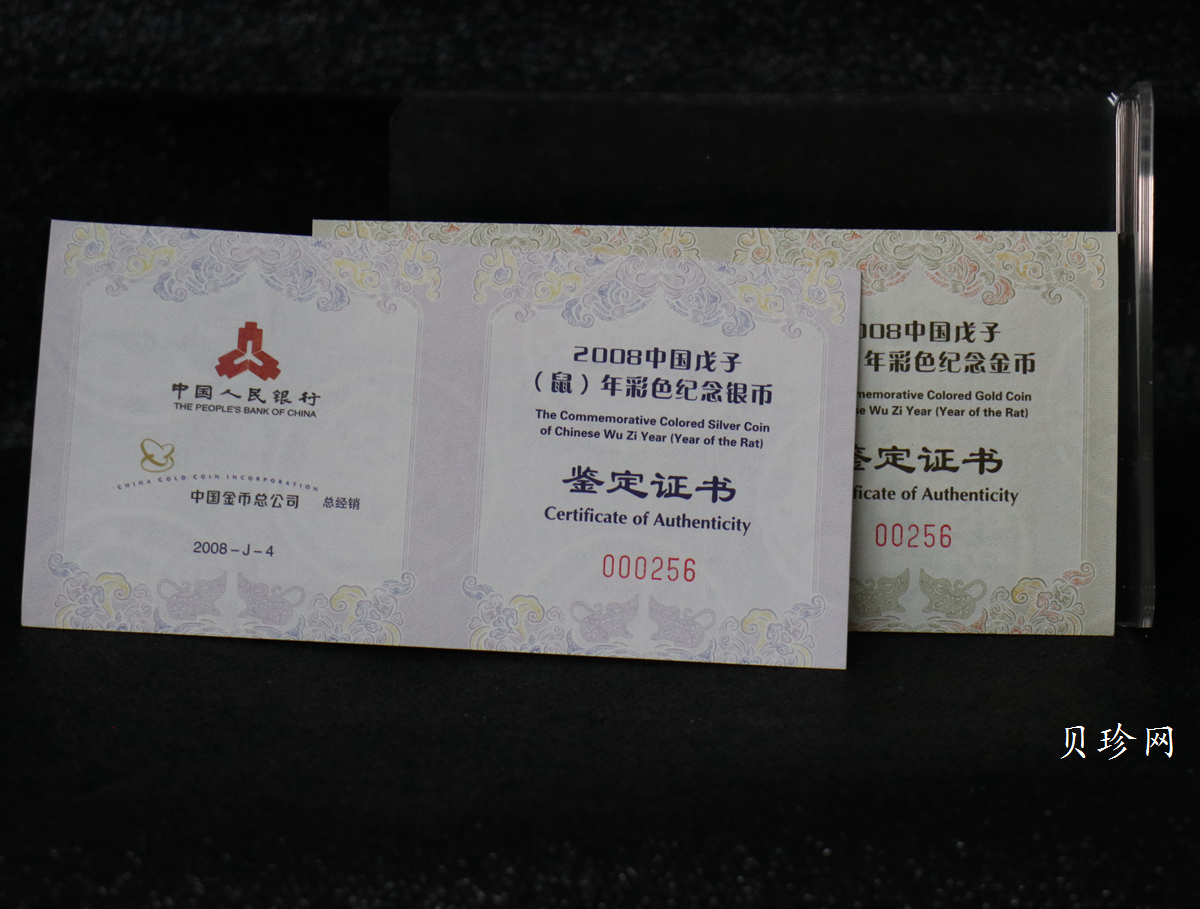 中国人民银行
THE PEOPLE'S BANK OF CHINA
CHINA GOLD COIN INCORPORATION
中国金币总公司 总经销
2008-J-4
2008中国戊子
(鼠)年彩色纪念银币
The Commemorative Colored Silver Coin
of Chinese Wu Zi Year (Year of the Rat)
鉴定证书
Certificate of Authenticity
000256
008中国戊子
年彩色纪念金币
Colored Gold Coin
Wu Zi Year (Year of the Rat)
鉴定证书
of Authenticity
00256
贝珍网